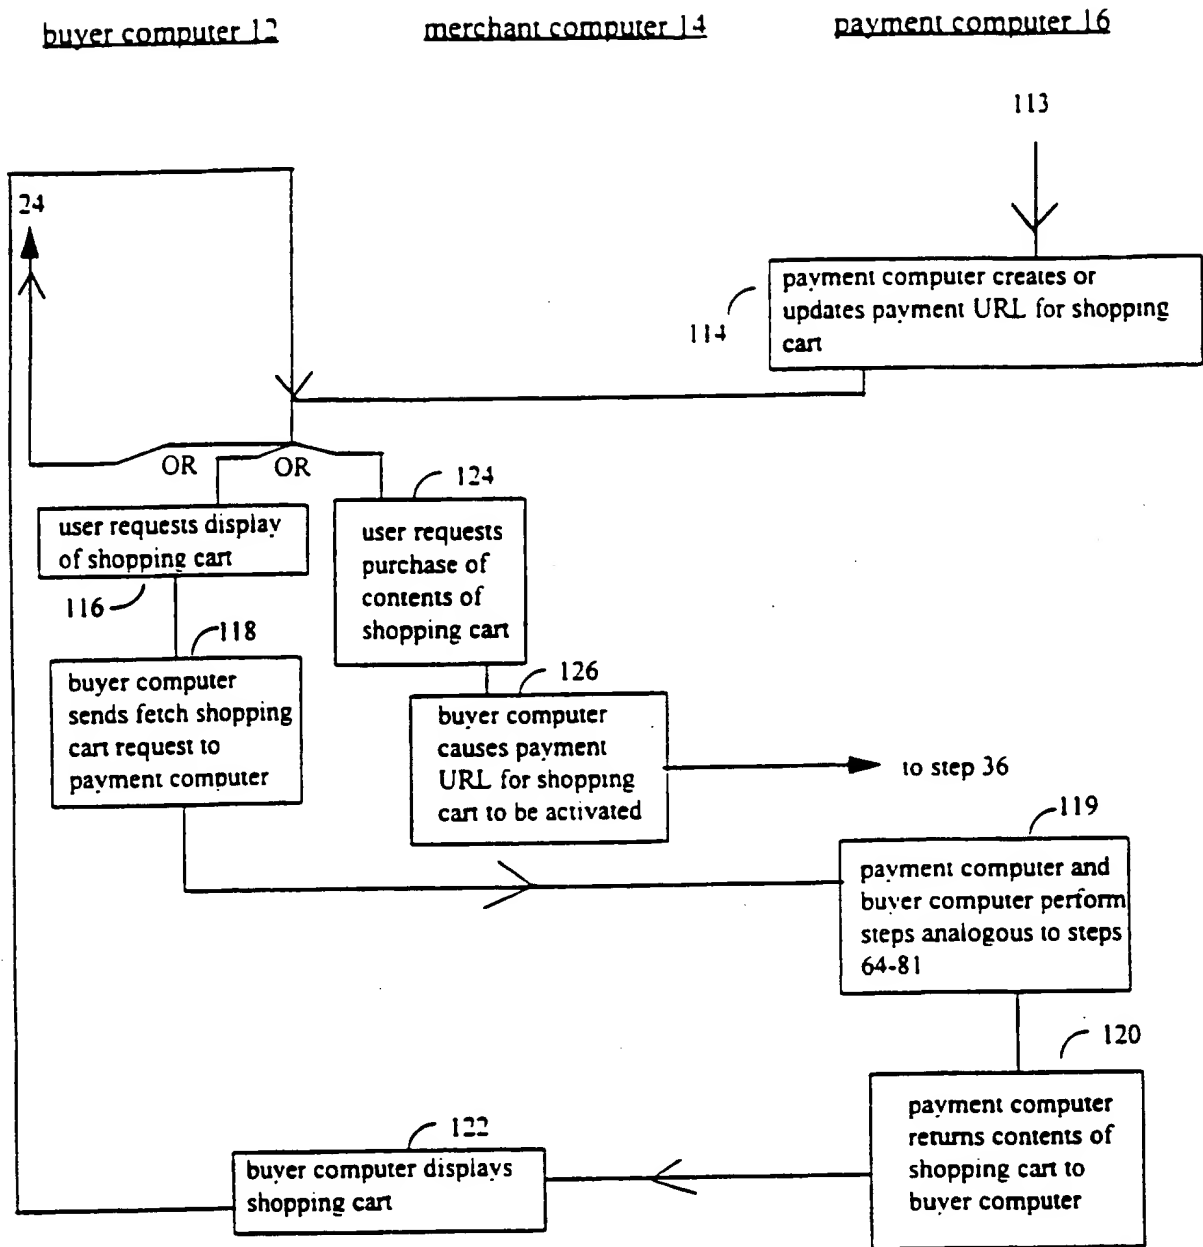 buyer computer 12
merchant computer 14
payment computer 16
113
24
payment computer creates or
updates payment URL for shopping
cart
114
OR
OR
124
user requests display
of shopping cart
116
user requests
purchase of
contents of
shopping cart
118
buyer computer
sends fetch shopping
cart request to
payment computer
126
buyer computer
causes payment
URL for shopping
cart to be activated
to step 36
119
payment computer and
buyer computer perform
steps analogous to steps
64-81
120
payment computer
returns contents of
shopping cart to
buyer computer
122
buyer computer displays
shopping cart